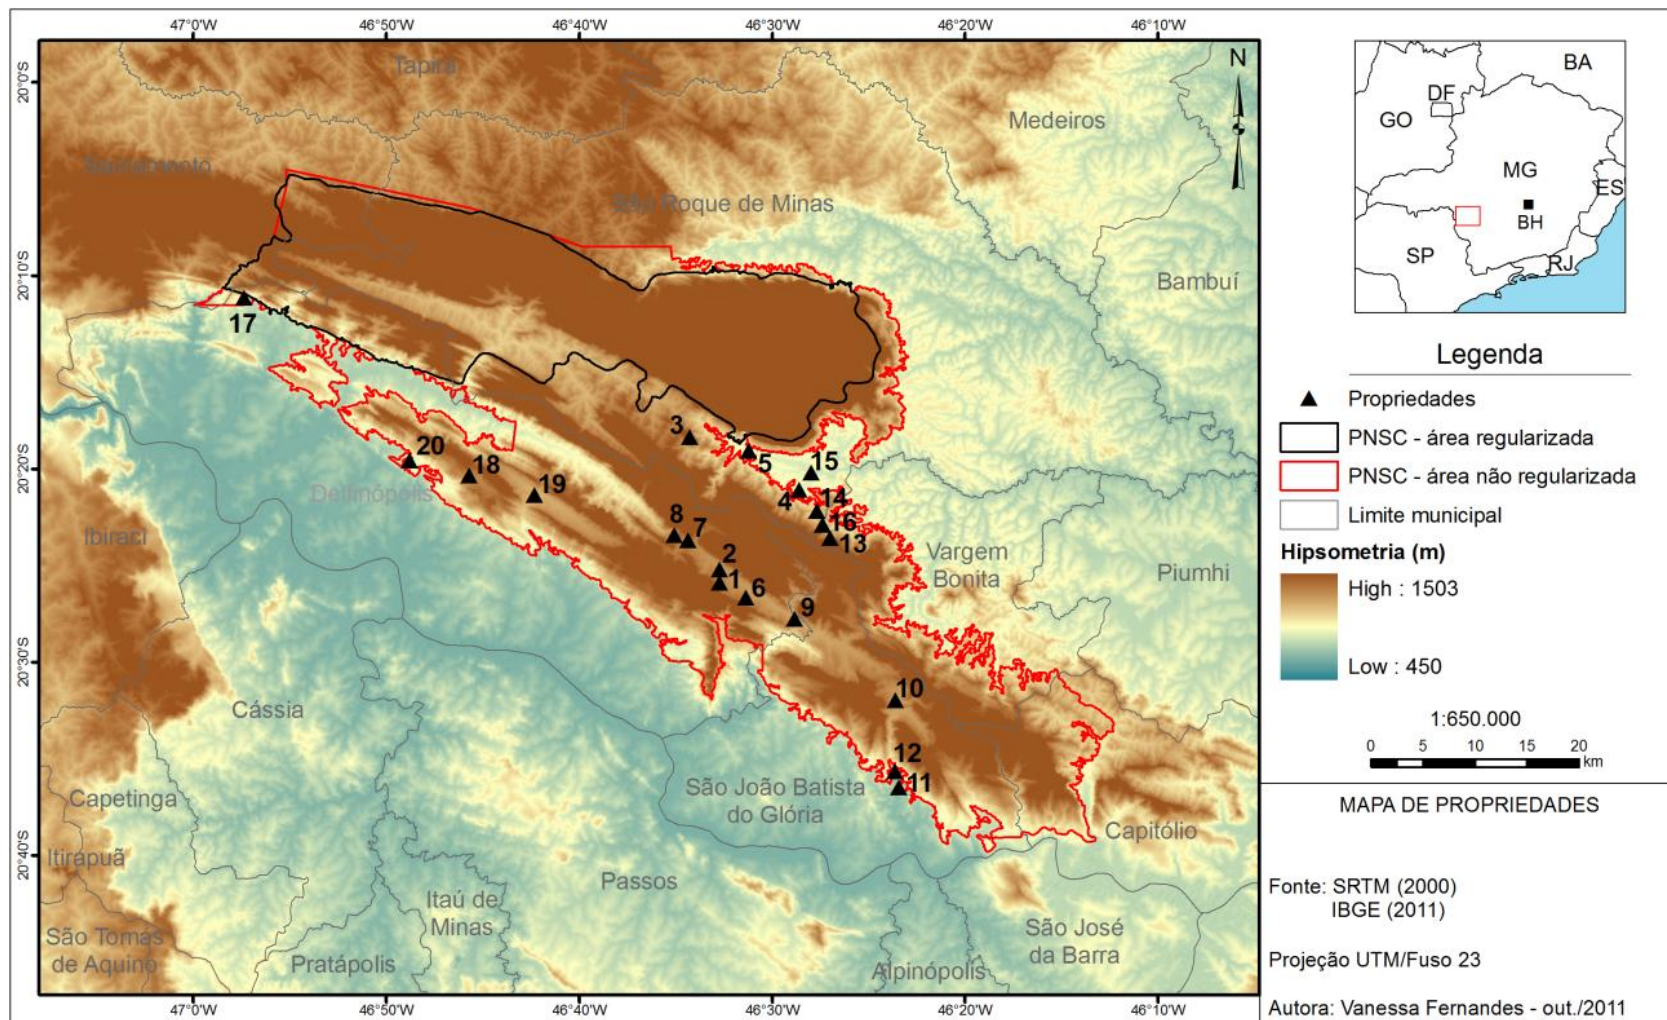 47°0'W 46°50'W 46°40'W 46°30'W 46°20'W 46°10'W
20°0'S
20°10'S
20°20'S
20°30'S
20°40'S
N
Tapira
Medeiros
Sacramento
São Roque de Minas
Bambuí
17
3
5
15
20
18
4
14
19
Delfinópolis
16
8
7
13
Ibiraci
2
Vargem
Bonita
Piumhi
1
6
9
10
Cássia
12
11
São João Batista
do Glória
Capetinga
Capitólio
Itirapuã
Passos
Itaú de
Minas
São José
da Barra
São Tomás
de Aquino
Pratápolis
Alpinópolis
47°0'W 46°50'W 46°40'W 46°30'W 46°20'W 46°10'W
BA
DF
GO
MG
ES
BH
SP
RJ
Legenda
Propriedades
PNSC - área regularizada
PNSC - área não regularizada
Limite municipal
Hipsometria (m)
High : 1503
Low : 450
1:650.000
0 5 10 15 20
km
MAPA DE PROPRIEDADES
Fonte: SRTM (2000)
IBGE (2011)
Projeção UTM/Fuso 23
Autora: Vanessa Fernandes - out./2011